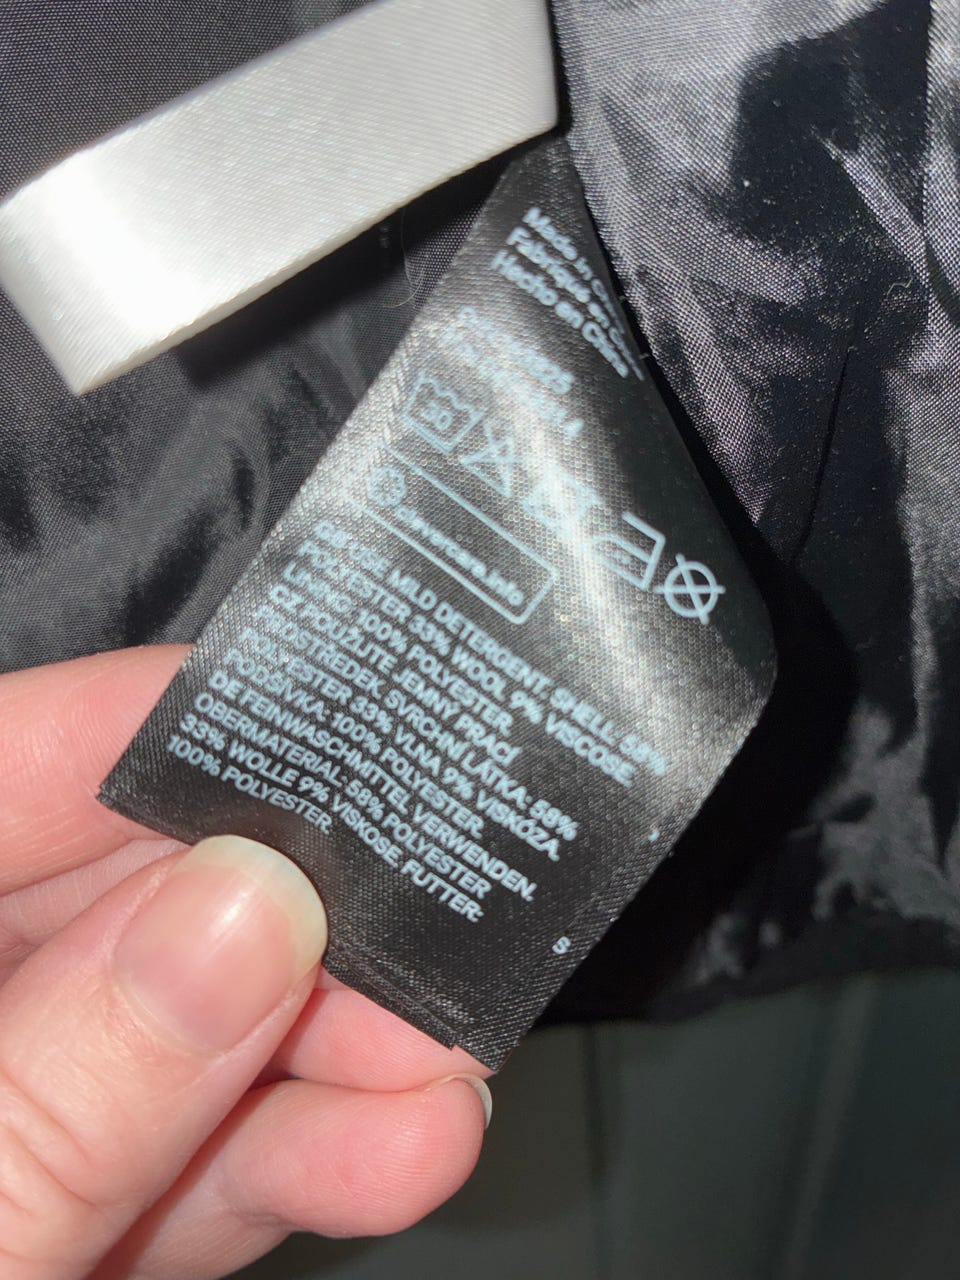 Made in
Fabriqué en
Hecho en China
30
clevercare.info
GB USE MILD DETERGENT. SHELL: 58%
POLYESTER 33% WOOL 9% VISCOSE
LINING 100% POLYESTER
CZ POUŽIJTE JEMNÝ PRACÍ
PROSTŘEDEK. SVRCHNÍ LÁTKA: 58%
POLYESTER 33% VLNA 9% VISKÓZA.
PODŠÍVKA: 100% POLYESTER.
DE FEINWASCHMITTEL VERWENDEN.
OBERMATERIAL: 58% POLYESTER
33% WOLLE 9% VISKOSE. FUTTER:
100% POLYESTER.
S